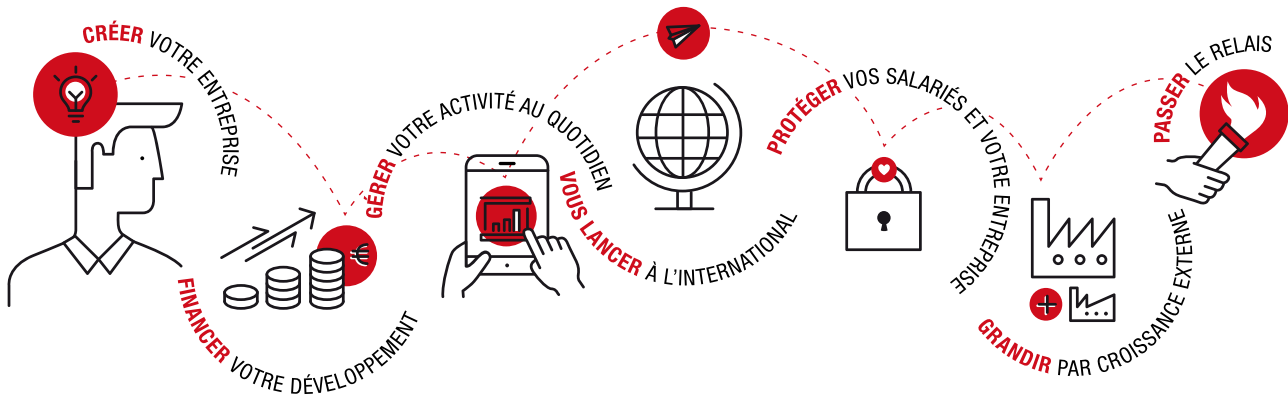 CRÉER VOTRE ENTREPRISE
FINANCER VOTRE DÉVELOPPEMENT
GÉRER VOTRE ACTIVITÉ AU QUOTIDIEN
VOUS LANCER À L'INTERNATIONAL
PROTÉGER VOS SALARIÉS ET VOTRE ENTREPRISE
GRANDIR PAR CROISSANCE EXTERNE
PASSER LE RELAIS
€